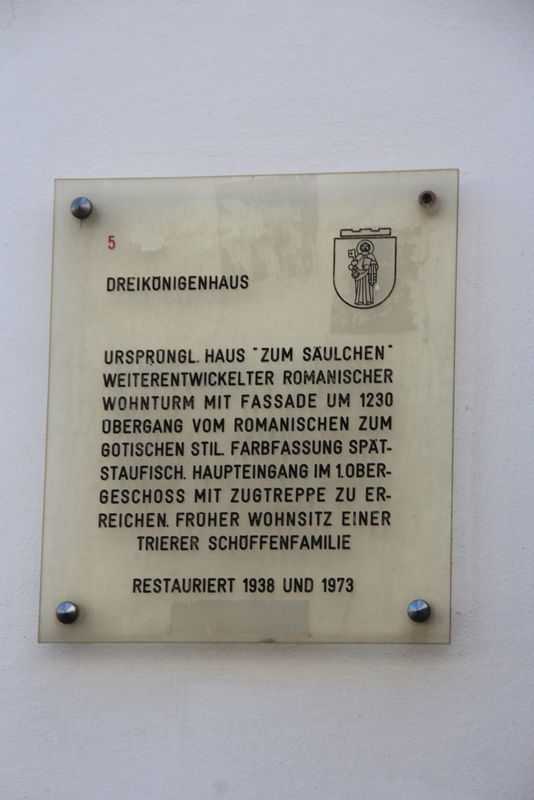 5
DREIKÖNIGENHAUS
URSPRÜNGL. HAUS "ZUM SÄULCHEN"
WEITERENTWICKELTER ROMANISCHER
WOHNTURM MIT FASSADE UM 1230
ÜBERGANG VOM ROMANISCHEN ZUM
GOTISCHEN STIL. FARBFASSUNG SPÄT-
STAUFISCH. HAUPTEINGANG IM 1.OBER-
GESCHOSS MIT ZUGTREPPE ZU ER-
REICHEN. FRÜHER WOHNSITZ EINER
TRIERER SCHÖFFENFAMILIE
RESTAURIERT 1938 UND 1973